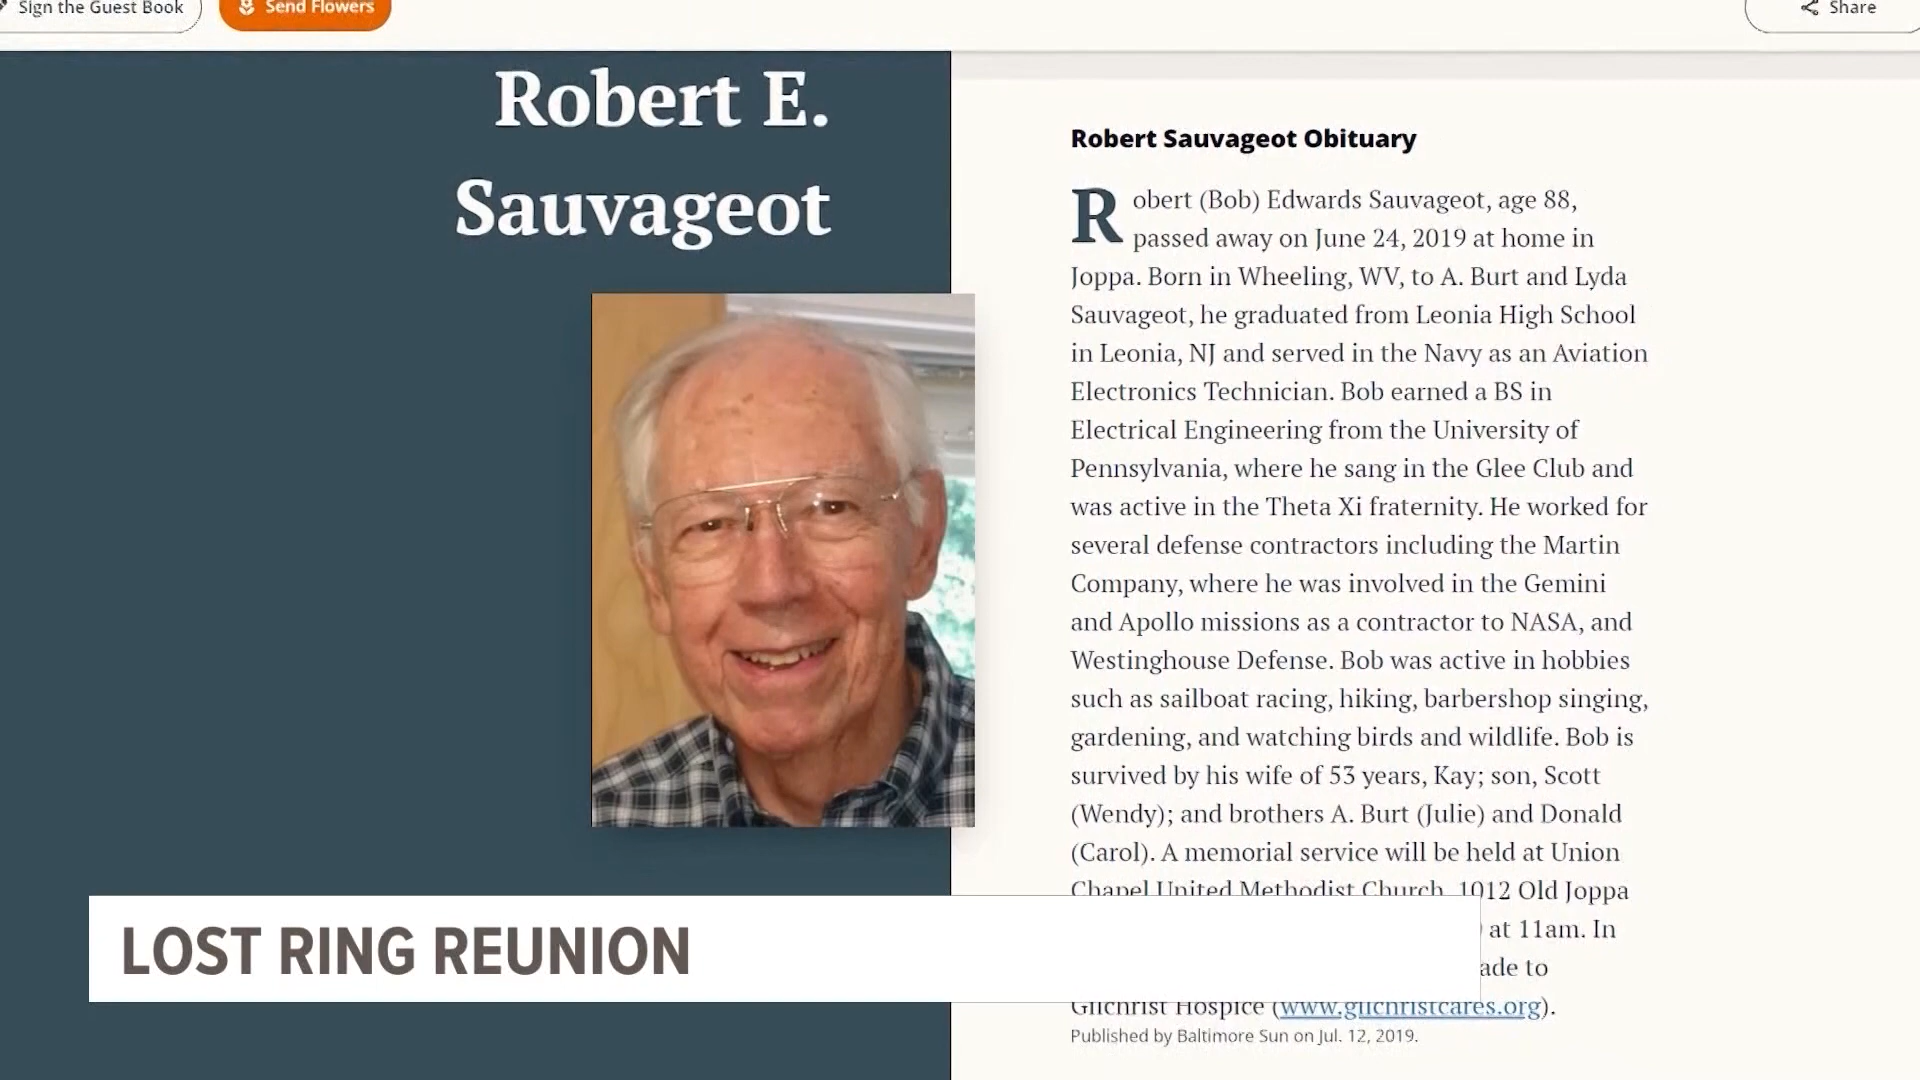 Sign the Guest Book
Send Flowers
Share
Robert E.
Sauvageot
Robert Sauvageot Obituary
Robert (Bob) Edwards Sauvageot, age 88,
passed away on June 24, 2019 at home in
Joppa. Born in Wheeling, WV, to A. Burt and Lyda
Sauvageot, he graduated from Leonia High School
in Leonia, NJ and served in the Navy as an Aviation
Electronics Technician. Bob earned a BS in
Electrical Engineering from the University of
Pennsylvania, where he sang in the Glee Club and
was active in the Theta Xi fraternity. He worked for
several defense contractors including the Martin
Company, where he was involved in the Gemini
and Apollo missions as a contractor to NASA, and
Westinghouse Defense. Bob was active in hobbies
such as sailboat racing, hiking, barbershop singing,
gardening, and watching birds and wildlife. Bob is
survived by his wife of 53 years, Kay; son, Scott
(Wendy); and brothers A. Burt (Julie) and Donald
(Carol). A memorial service will be held at Union
Chapel United Methodist Church, 1012 Old Joppa
at 11am. In
to
Gilchrist Hospice (www.gilchristcares.org).
Published by Baltimore Sun on Jul. 12, 2019.
LOST RING REUNION